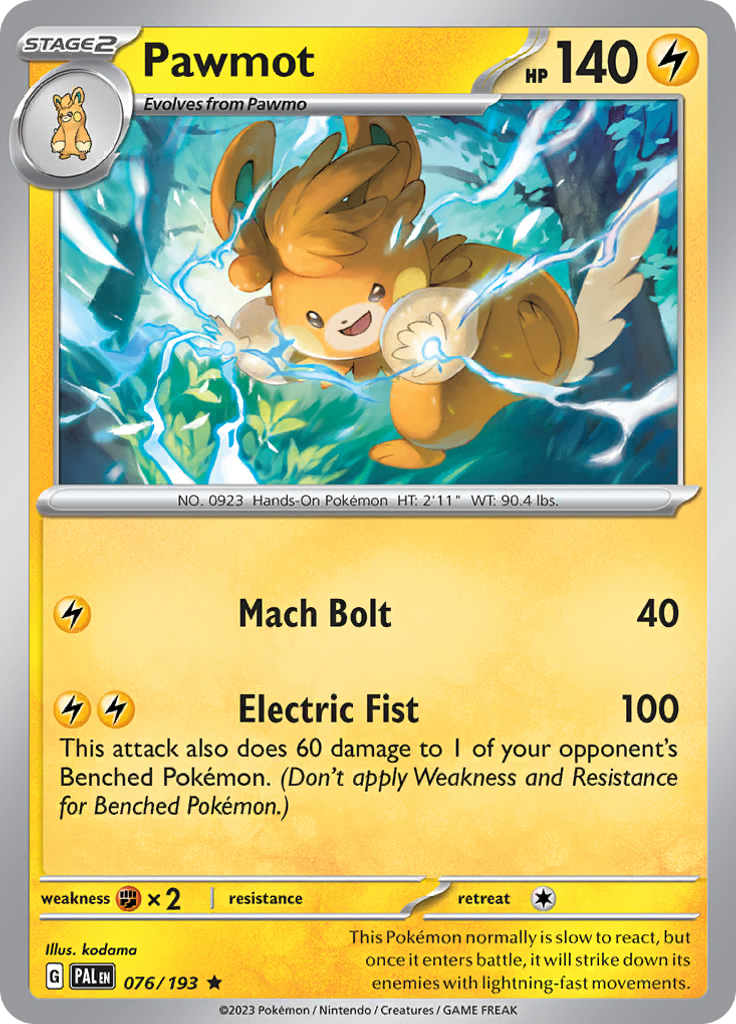 STAGE2
Pawmot
HP 140
Evolves from Pawmo
NO. 0923 Hands-On Pokémon HT: 2'11" WT: 90.4 lbs.
Mach Bolt 40
Electric Fist 100
This attack also does 60 damage to 1 of your opponent's
Benched Pokémon. (Don't apply Weakness and Resistance
for Benched Pokémon.)
weakness ×2 resistance retreat
Illus. kodama
G PAL EN 076/193 ★
This Pokémon normally is slow to react, but
once it enters battle, it will strike down its
enemies with lightning-fast movements.
©2023 Pokémon / Nintendo / Creatures / GAME FREAK